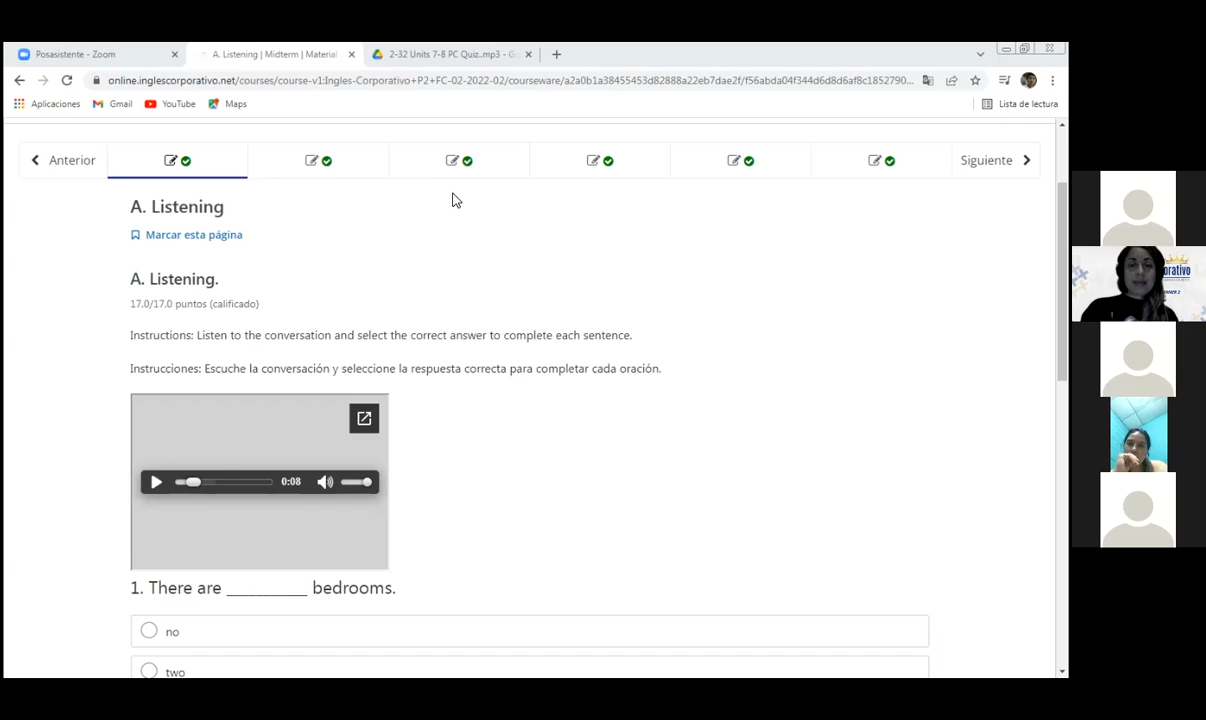 Posasistente - Zoom
A. Listening | Midterm | Material
2-32 Units 7-8 PC Quiz..mp3 - Go
online.inglescorporativo.net/courses/course-v1:Ingles-Corporativo+P2+FC-02-2022-02/courseware/a2a0b1a38455453d82888a22eb7dae2f/f56abda04f344d6d8d6af8c1852790...
Aplicaciones
Gmail
YouTube
Maps
Lista de lectura
Anterior
Siguiente
A. Listening
Marcar esta página
A. Listening.
17.0/17.0 puntos (calificado)
Instructions: Listen to the conversation and select the correct answer to complete each sentence.
Instrucciones: Escuche la conversación y seleccione la respuesta correcta para completar cada oración.
0:08
1. There are __________ bedrooms.
no
two
orativo